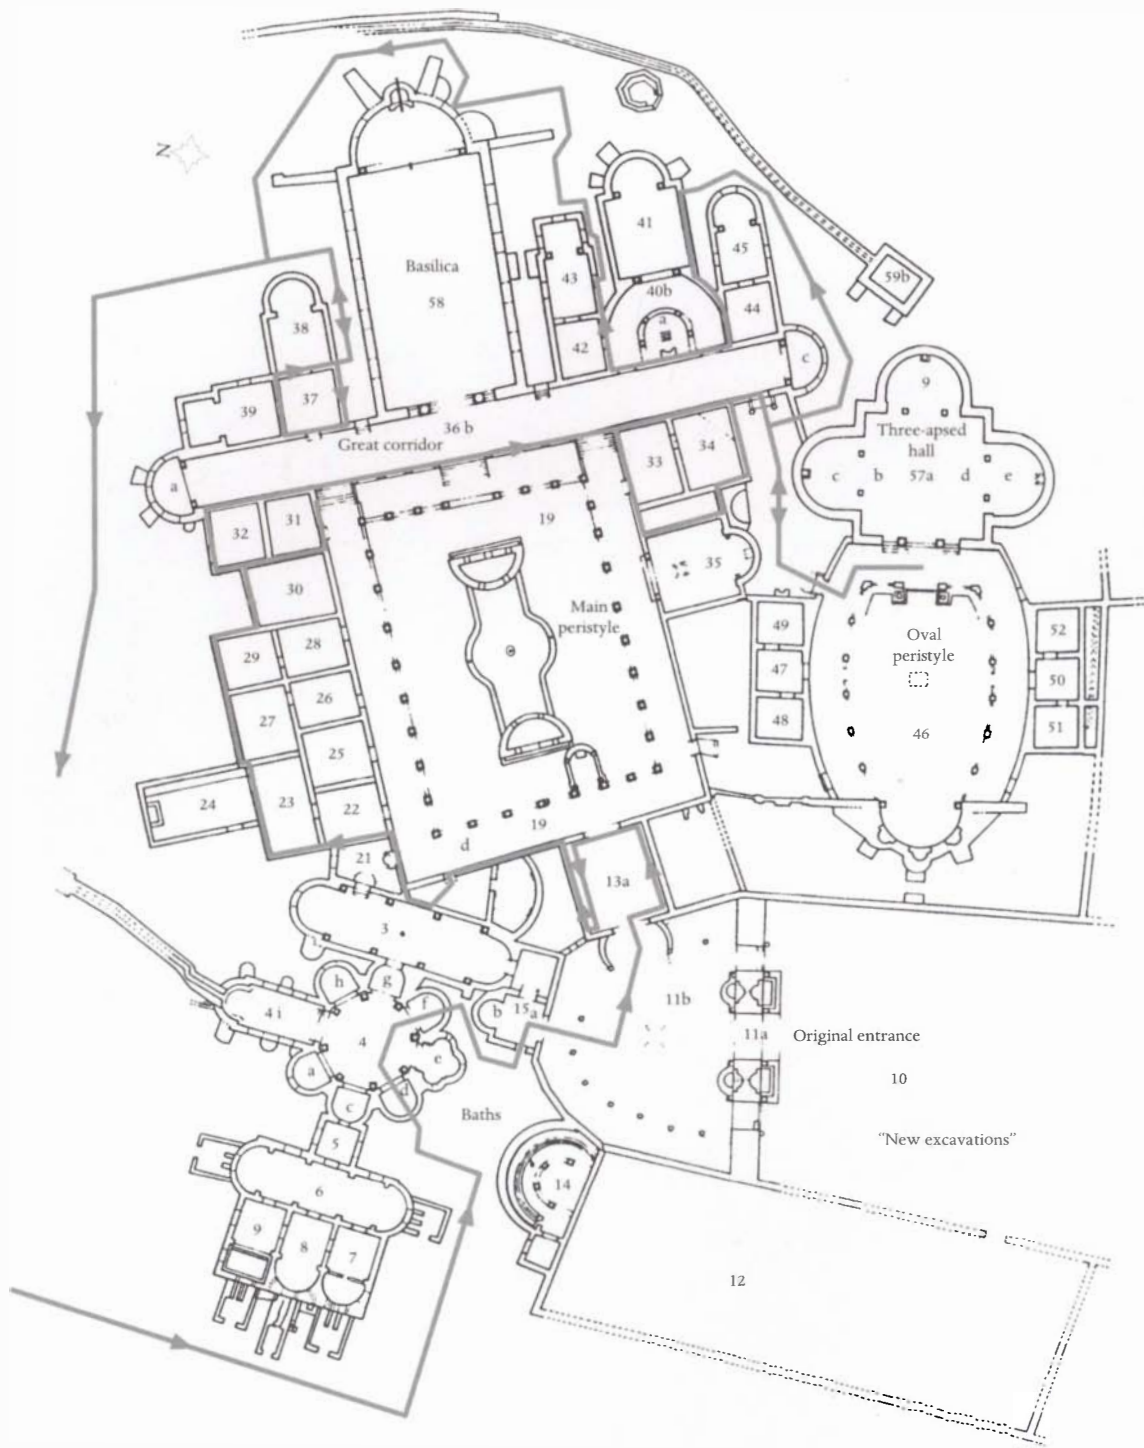 N
Basilica
58
41
45
43
40b
a
44
42
c
59b
38
37
39
36 b
Great corridor
a
9
Three-apsed
hall
c
b
57a
d
e
34
33
32
31
19
35
30
Main
peristyle
28
29
26
27
25
24
23
22
49
47
48
Oval
peristyle
46
52
50
51
19
d
21
13a
3
h
g
f
b
15a
4 i
4
e
a
c
d
11b
11a
Original entrance
10
Baths
"New excavations"
5
6
14
9
8
7
12